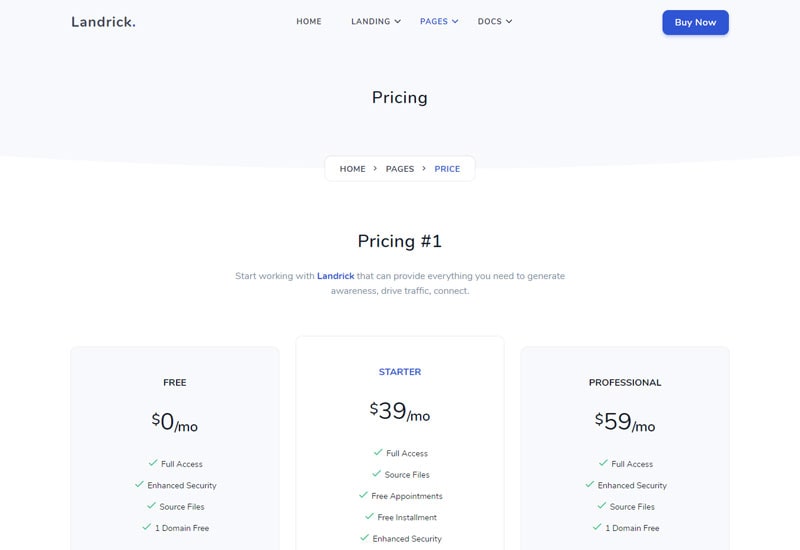 Landrick.
HOME
LANDING
PAGES
DOCS
Buy Now
Pricing
HOME > PAGES > PRICE
Pricing #1
Start working with Landrick that can provide everything you need to generate
awareness, drive traffic, connect.
FREE
$0/mo
Full Access
Enhanced Security
Source Files
1 Domain Free
STARTER
$39/mo
Full Access
Source Files
Free Appointments
Free Installment
Enhanced Security
PROFESSIONAL
$59/mo
Full Access
Enhanced Security
Source Files
1 Domain Free